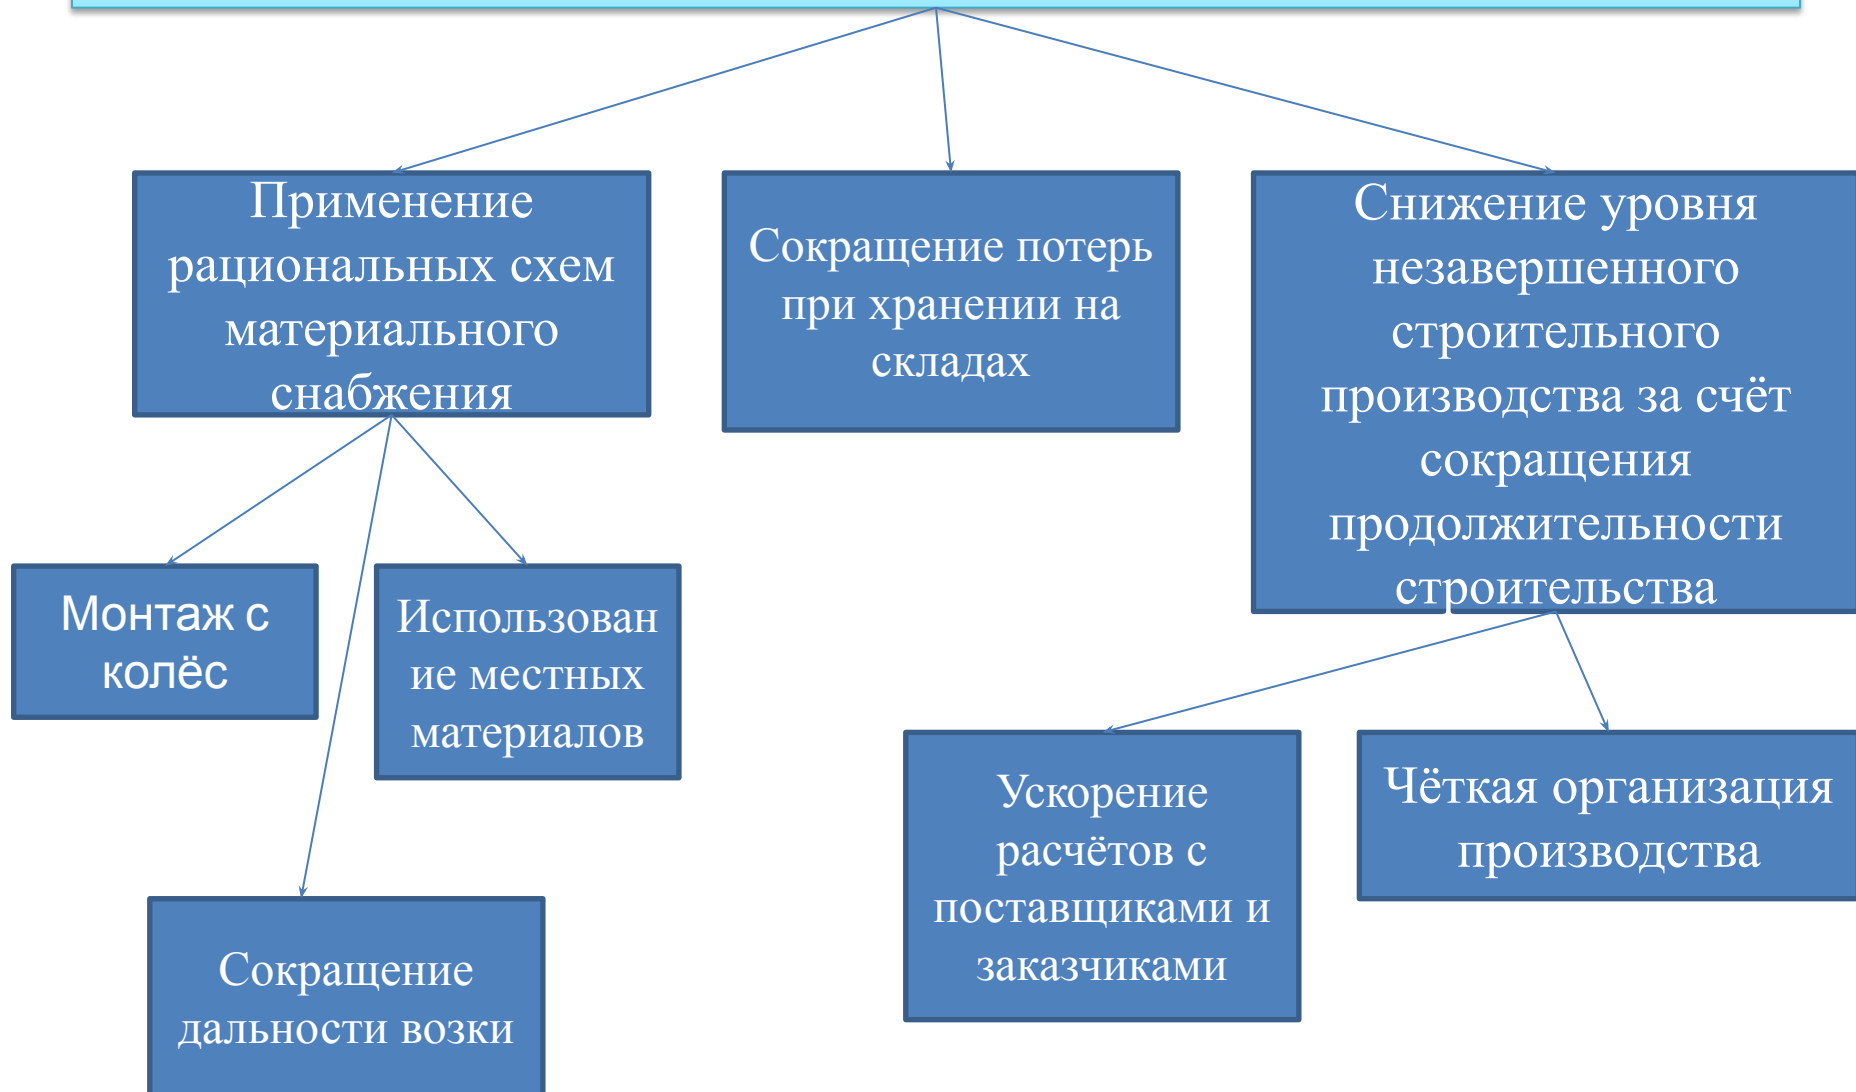 Применение
рациональных схем
материального
снабжения
Сокращение потерь
при хранении на
складах
Снижение уровня
незавершенного
строительного
производства за счёт
сокращения
продолжительности
строительства
Монтаж с
колёс
Использован
ие местных
материалов
Ускорение
расчётов с
поставщиками и
заказчиками
Чёткая организация
производства
Сокращение
дальности возки